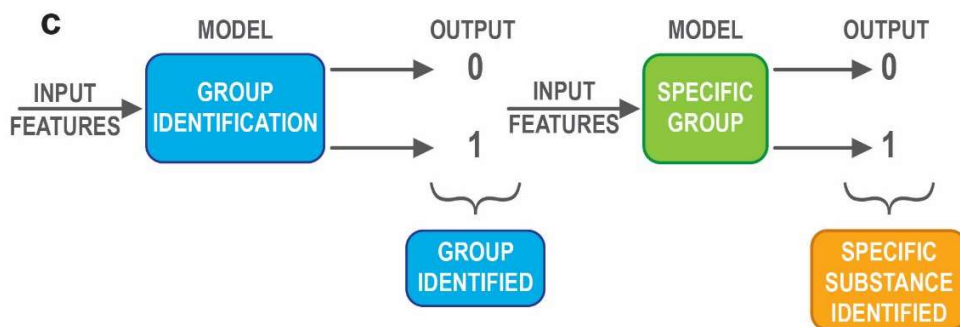 c
MODEL
OUTPUT
MODEL
OUTPUT
INPUT
FEATURES
GROUP
IDENTIFICATION
0
1
INPUT
FEATURES
SPECIFIC
GROUP
0
1
GROUP
IDENTIFIED
SPECIFIC
SUBSTANCE
IDENTIFIED